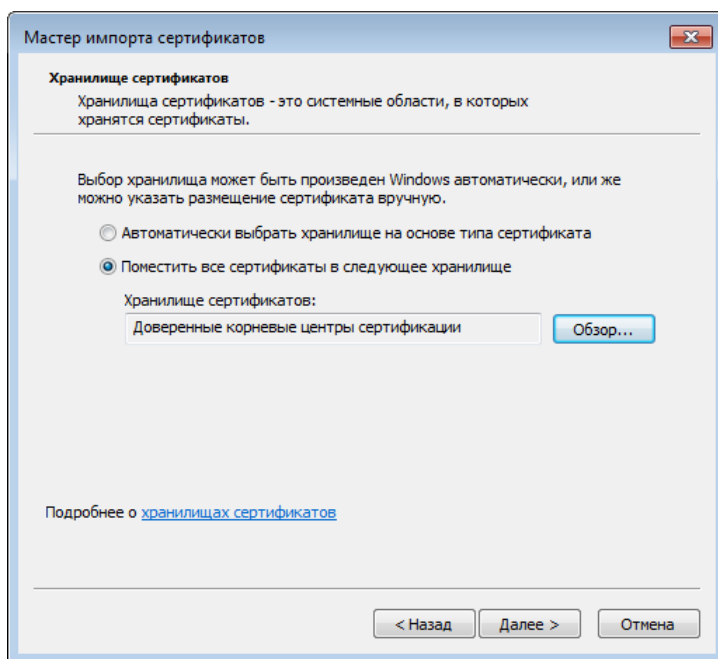 Мастер импорта сертификатов
Хранилище сертификатов
Хранилища сертификатов - это системные области, в которых
хранятся сертификаты.
Выбор хранилища может быть произведен Windows автоматически, или же
можно указать размещение сертификата вручную.
Автоматически выбрать хранилище на основе типа сертификата
Поместить все сертификаты в следующее хранилище
Хранилище сертификатов:
Доверенные корневые центры сертификации
Обзор...
Подробнее о хранилищах сертификатов
< Назад
Далее >
Отмена